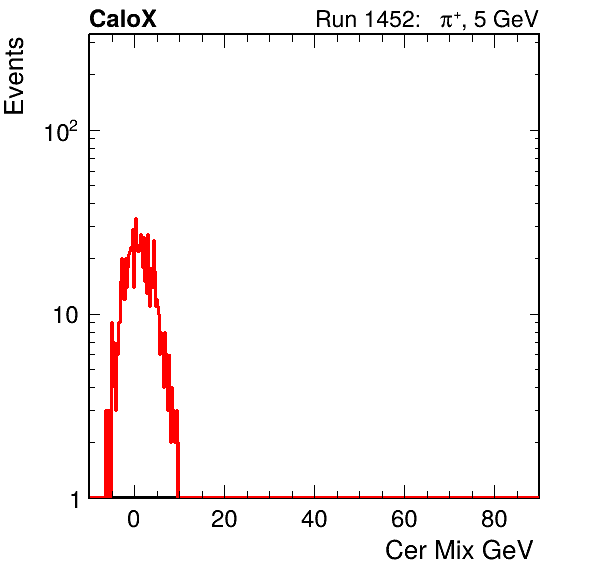 CaloX Run 1452: π⁺, 5 GeV
Events
10²
10
1
0 20 40 60 80
Cer Mix GeV